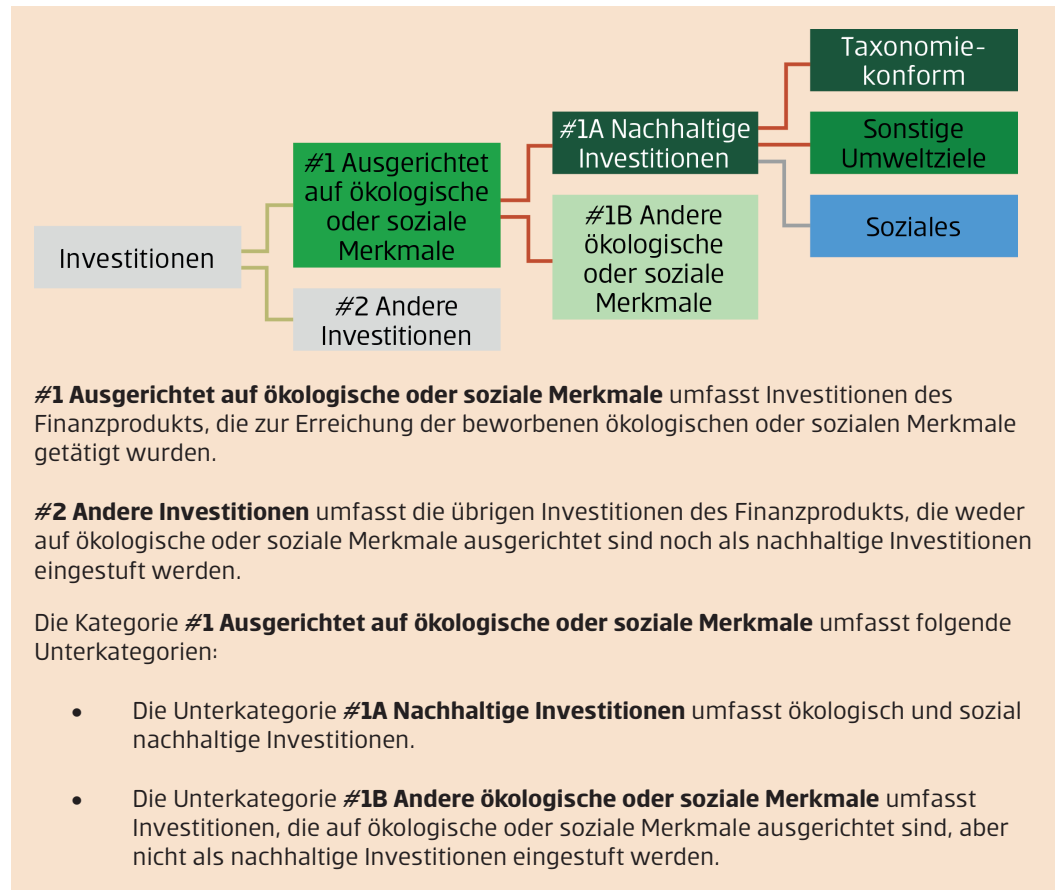 Taxonomie-
konform
#1A Nachhaltige
Investitionen
Sonstige
Umweltziele
#1 Ausgerichtet
auf ökologische
oder soziale
Merkmale
#1B Andere
ökologische
oder soziale
Merkmale
Soziales
Investitionen
#2 Andere
Investitionen
#1 Ausgerichtet auf ökologische oder soziale Merkmale umfasst Investitionen des
Finanzprodukts, die zur Erreichung der beworbenen ökologischen oder sozialen Merkmale
getätigt wurden.
#2 Andere Investitionen umfasst die übrigen Investitionen des Finanzprodukts, die weder
auf ökologische oder soziale Merkmale ausgerichtet sind noch als nachhaltige Investitionen
eingestuft werden.
Die Kategorie #1 Ausgerichtet auf ökologische oder soziale Merkmale umfasst folgende
Unterkategorien:
• Die Unterkategorie #1A Nachhaltige Investitionen umfasst ökologisch und sozial
nachhaltige Investitionen.
• Die Unterkategorie #1B Andere ökologische oder soziale Merkmale umfasst
Investitionen, die auf ökologische oder soziale Merkmale ausgerichtet sind, aber
nicht als nachhaltige Investitionen eingestuft werden.